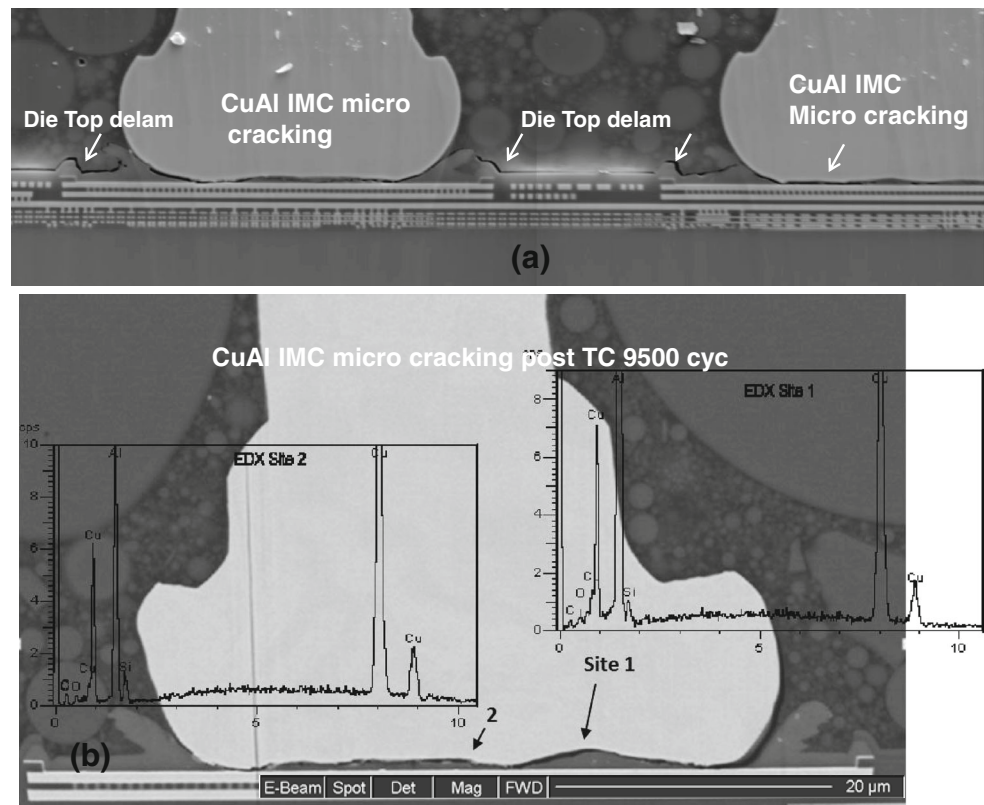 CuAl IMC micro
cracking
Die Top delam
Die Top delam
CuAl IMC
Micro cracking
(a)
CuAl IMC micro cracking post TC 9500 cyc
EDX Site 1
8
6
4
2
0
Cu
Al
Cu
C
O
C
Si
Cu
0
5
10
cps
10
EDX Site 2
8
6
4
2
0
Al
Cu
Cu
Cu
O
Si
Cu
0
5
10
Site 1
2
(b)
E-Beam Spot Det Mag FWD 20 µm